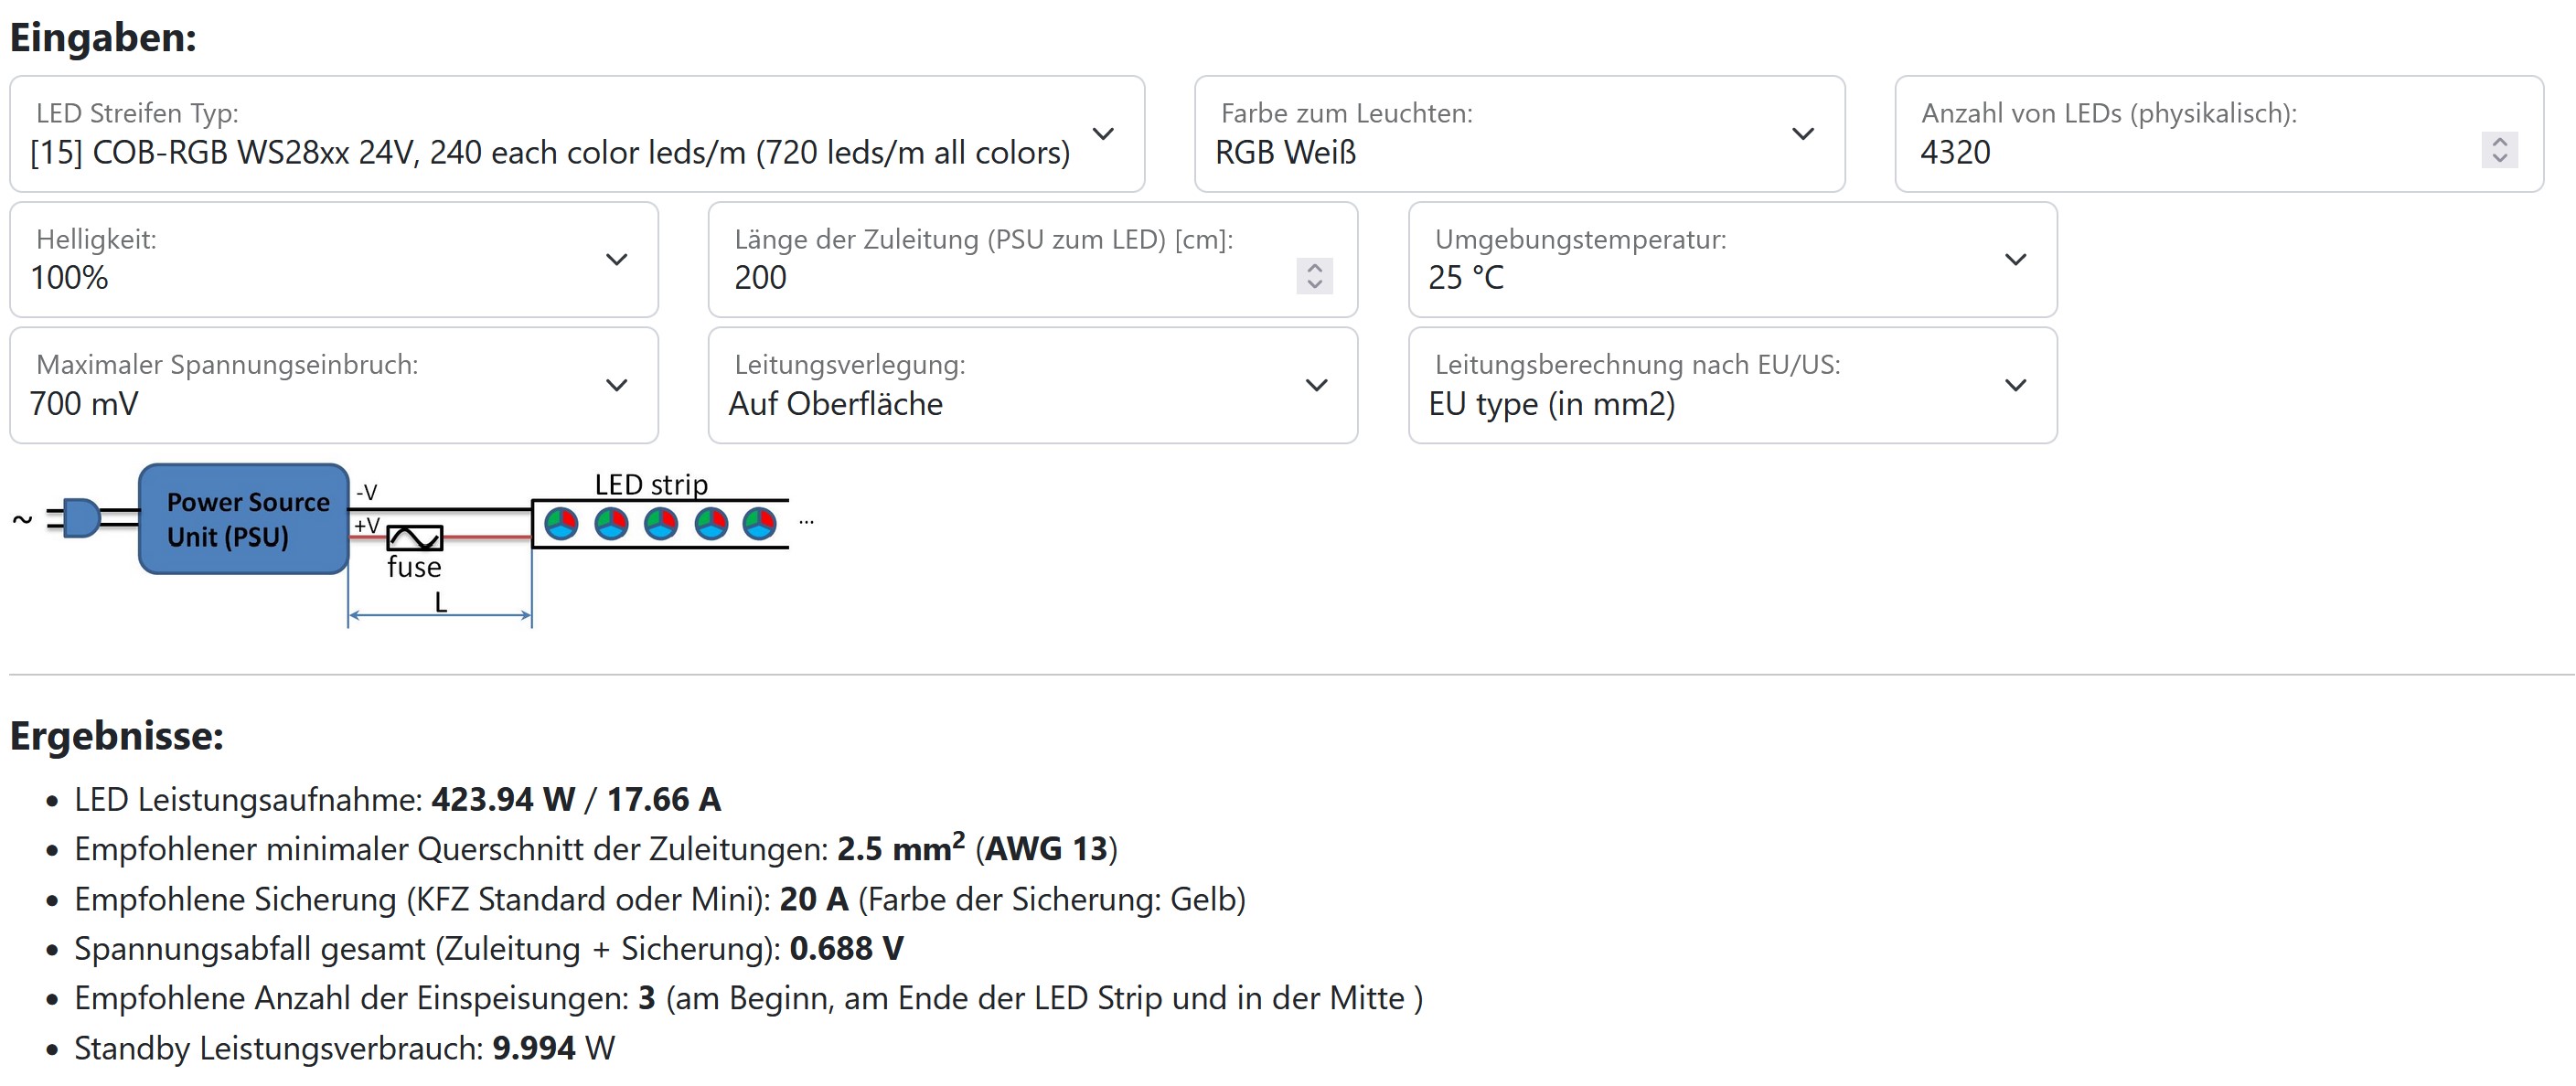 Eingaben:
LED Streifen Typ:
[15] COB-RGB WS28xx 24V, 240 each color leds/m (720 leds/m all colors)
Farbe zum Leuchten:
RGB Weiß
Anzahl von LEDs (physikalisch):
4320
Helligkeit:
100%
Länge der Zuleitung (PSU zum LED) [cm]:
200
Umgebungstemperatur:
25 °C
Maximaler Spannungseinbruch:
700 mV
Leitungsverlegung:
Auf Oberfläche
Leitungsberechnung nach EU/US:
EU type (in mm2)
~
Power Source
Unit (PSU)
-V
+V
fuse
L
LED strip
...
Ergebnisse:
• LED Leistungsaufnahme: 423.94 W / 17.66 A
• Empfohlener minimaler Querschnitt der Zuleitungen: 2.5 mm² (AWG 13)
• Empfohlene Sicherung (KFZ Standard oder Mini): 20 A (Farbe der Sicherung: Gelb)
• Spannungsabfall gesamt (Zuleitung + Sicherung): 0.688 V
• Empfohlene Anzahl der Einspeisungen: 3 (am Beginn, am Ende der LED Strip und in der Mitte )
• Standby Leistungsverbrauch: 9.994 W